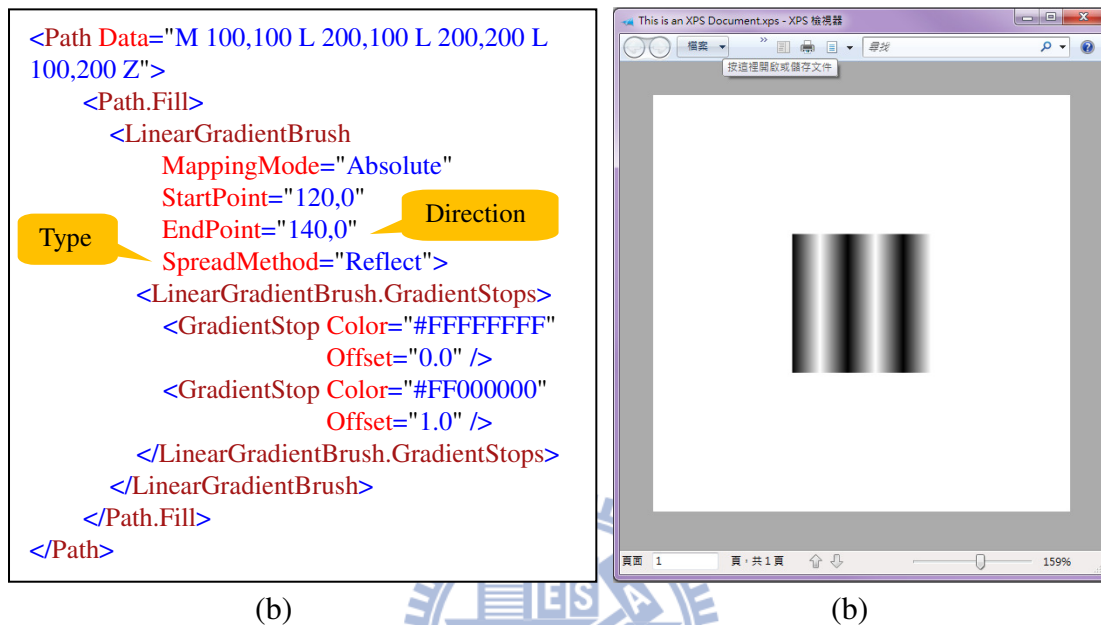 <Path Data="M 100,100 L 200,100 L 200,200 L
100,200 Z">
<Path.Fill>
<LinearGradientBrush
MappingMode="Absolute"
StartPoint="120,0"
EndPoint="140,0"
Direction
Type
SpreadMethod="Reflect">
<LinearGradientBrush.GradientStops>
<GradientStop Color="#FFFFFFFF"
Offset="0.0" />
<GradientStop Color="#FF000000"
Offset="1.0" />
</LinearGradientBrush.GradientStops>
</LinearGradientBrush>
</Path.Fill>
</Path>
(b)
This is an XPS Document.xps - XPS 檢視器
檔案 » 尋找
按這裡開啟或儲存文件
頁面 1 頁，共1頁 159%
(b)
ES A